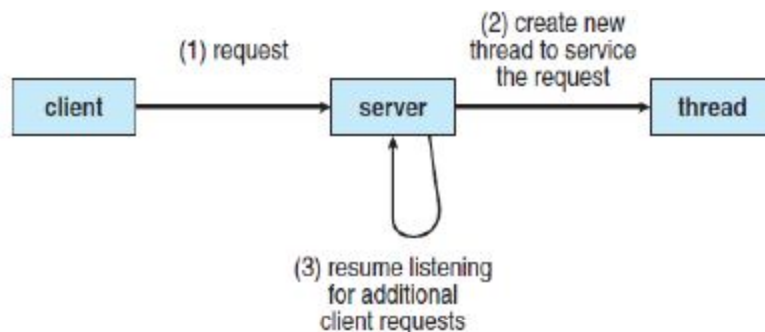 (1) request
(2) create new
thread to service
the request
client
server
thread
(3) resume listening
for additional
client requests